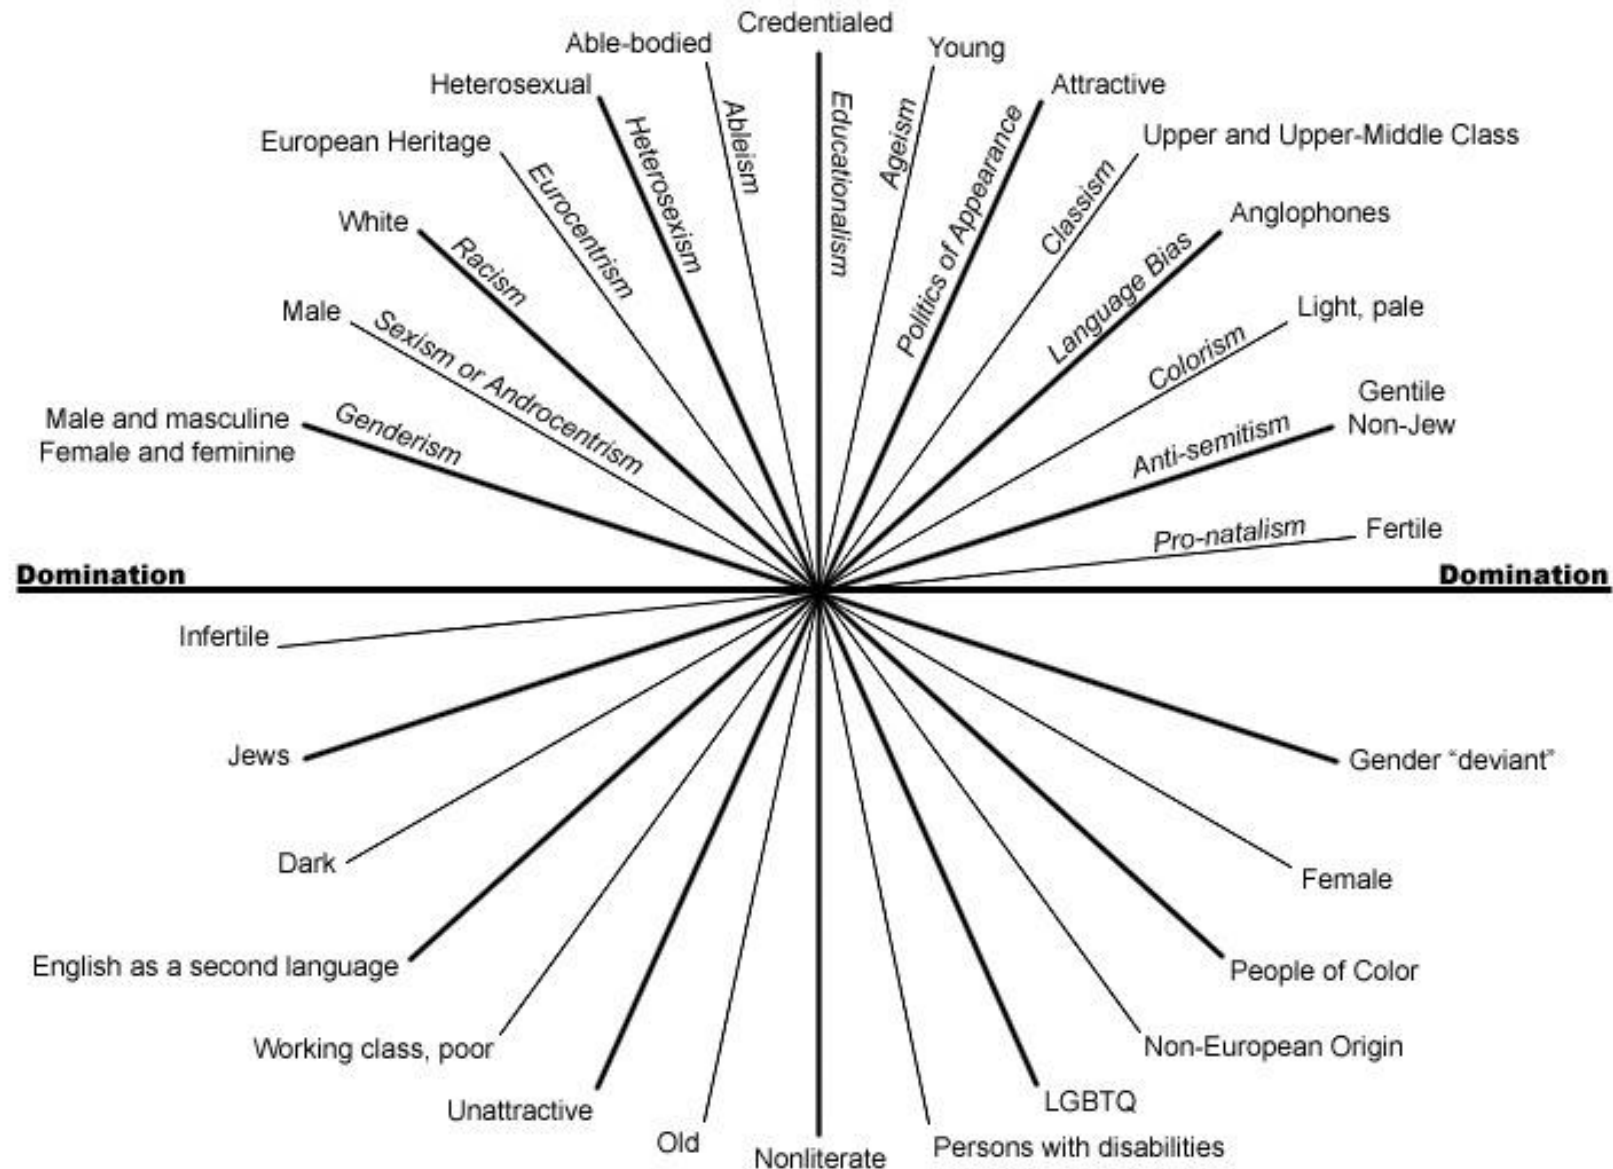 Credentialed
Able-bodied
Young
Heterosexual
Attractive
European Heritage
Upper and Upper-Middle Class
White
Anglophones
Male
Light, pale
Male and masculine
Female and feminine
Gentile
Non-Jew
Fertile
Genderism
Sexism or Androcentrism
Racism
Eurocentrism
Heterosexism
Ableism
Educationalism
Ageism
Politics of Appearance
Classism
Language Bias
Colorism
Anti-semitism
Pro-natalism
Domination
Domination
Infertile
Jews
Gender “deviant”
Dark
Female
English as a second language
People of Color
Working class, poor
Non-European Origin
Unattractive
LGBTQ
Old
Persons with disabilities
Nonliterate